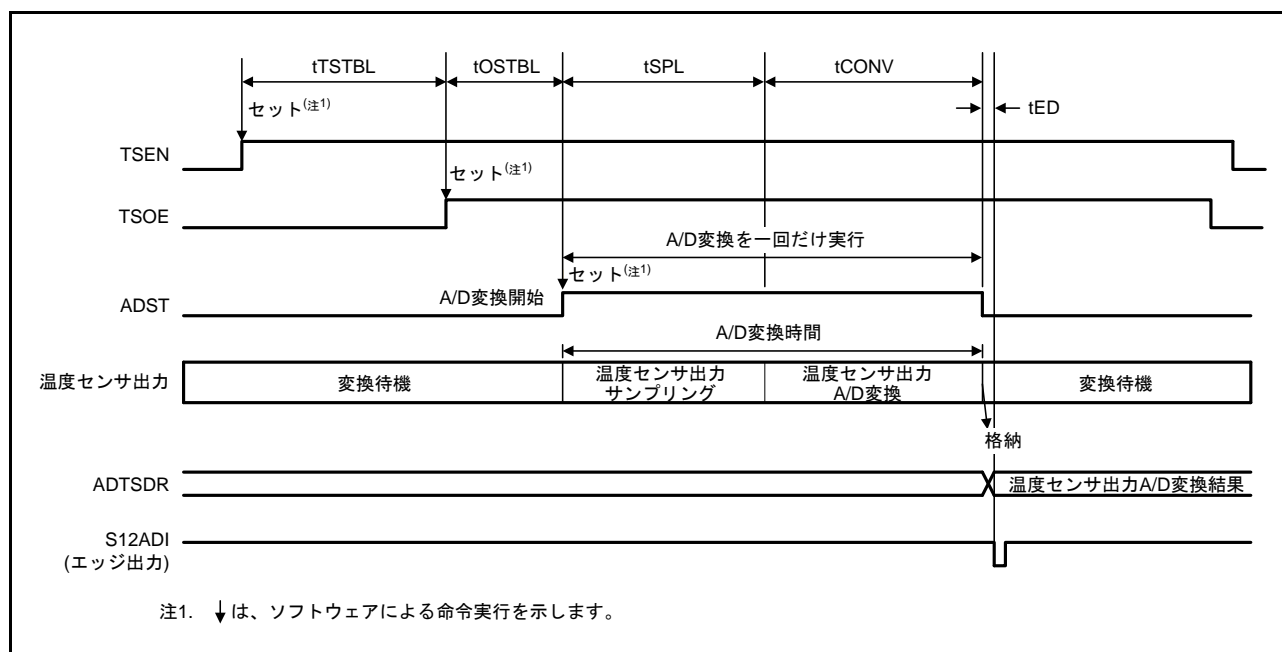 tTSTBL tOSTBL tSPL tCONV
セット(注1) tED
TSEN
セット(注1)
TSOE
A/D変換を一回だけ実行
セット(注1)
A/D変換開始
ADST
A/D変換時間
温度センサ出力 変換待機 温度センサ出力 温度センサ出力 変換待機
サンプリング A/D変換
格納
ADTSDR 温度センサ出力A/D変換結果
S12ADI
(エッジ出力)
注1. ↓は、ソフトウェアによる命令実行を示します。